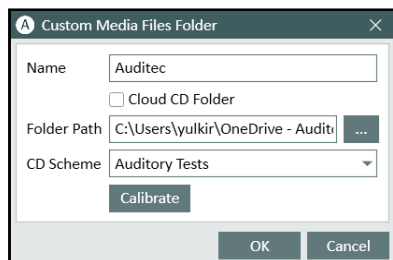 A Custom Media Files Folder
Name Auditec
Cloud CD Folder
Folder Path C:\Users\yulkir\OneDrive - Audit ...
CD Scheme Auditory Tests
Calibrate
OK Cancel